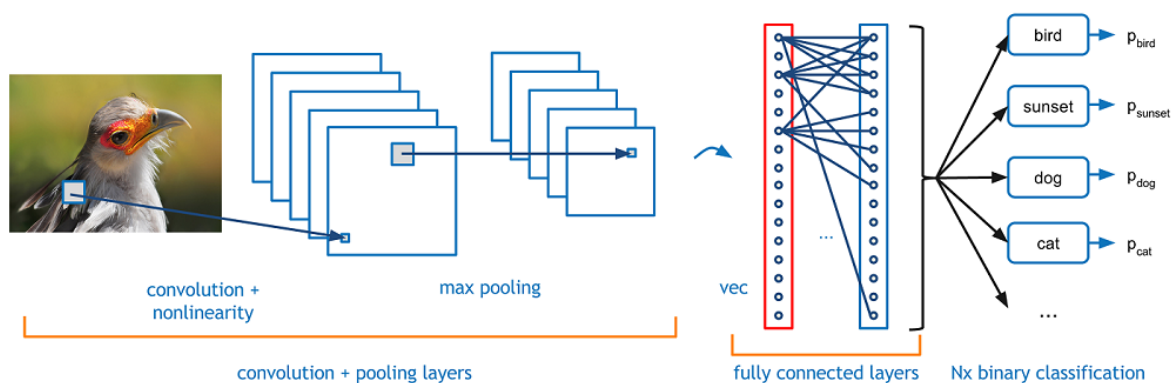 bird
p_bird
sunset
p_sunset
dog
p_dog
cat
p_cat
...
...
convolution +
nonlinearity
max pooling
vec
convolution + pooling layers
fully connected layers
Nx binary classification